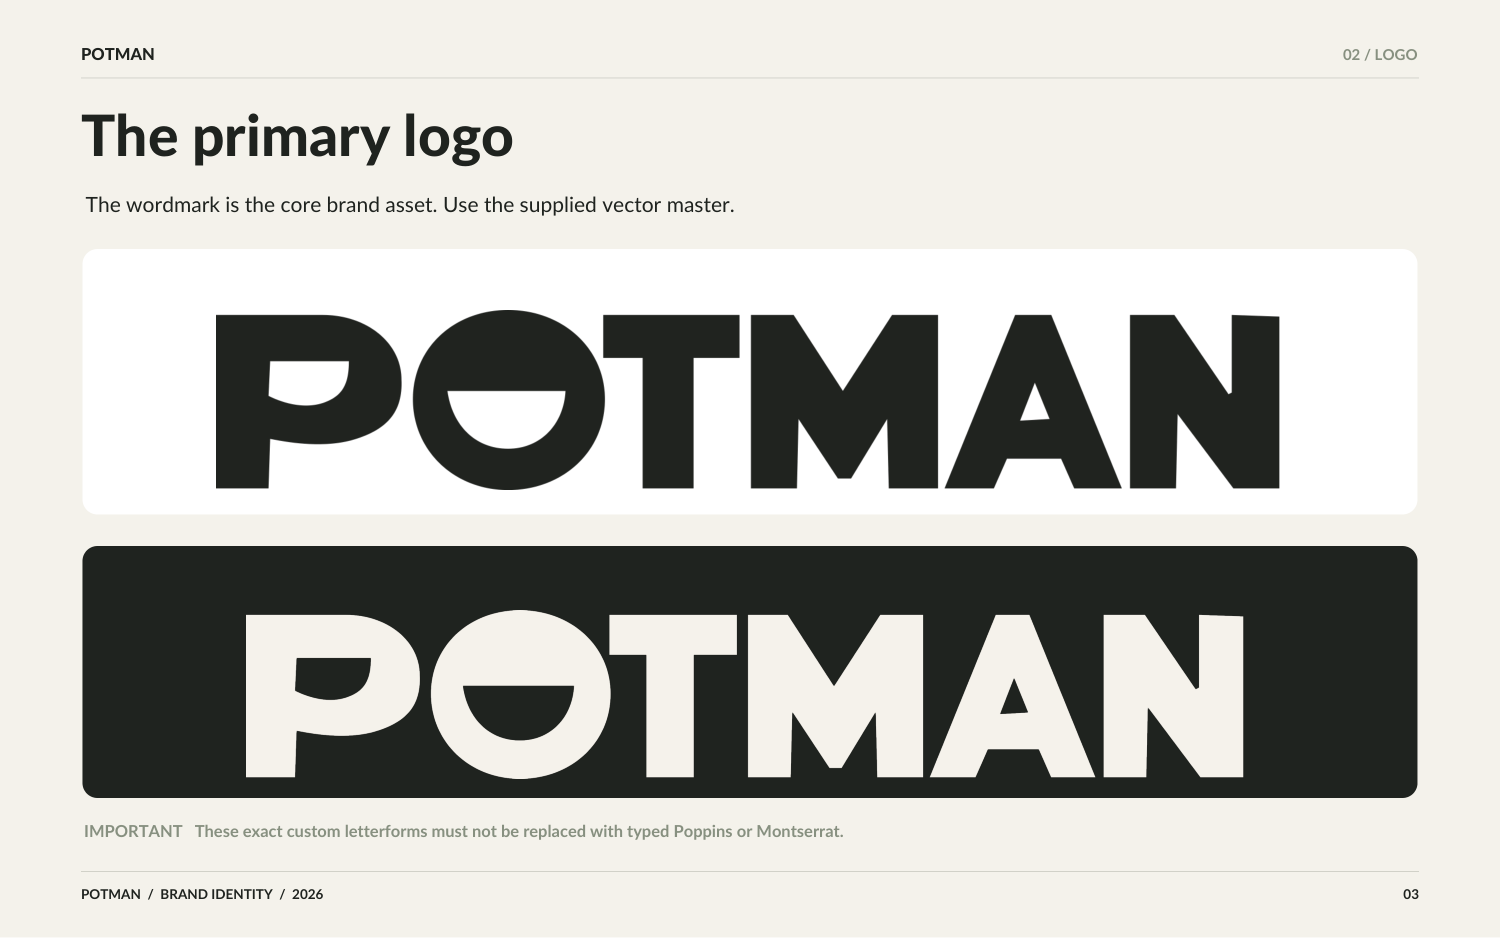 POTMAN
02 / LOGO
The primary logo
The wordmark is the core brand asset. Use the supplied vector master.
POTMAN
POTMAN
IMPORTANT These exact custom letterforms must not be replaced with typed Poppins or Montserrat.
POTMAN / BRAND IDENTITY / 2026
03